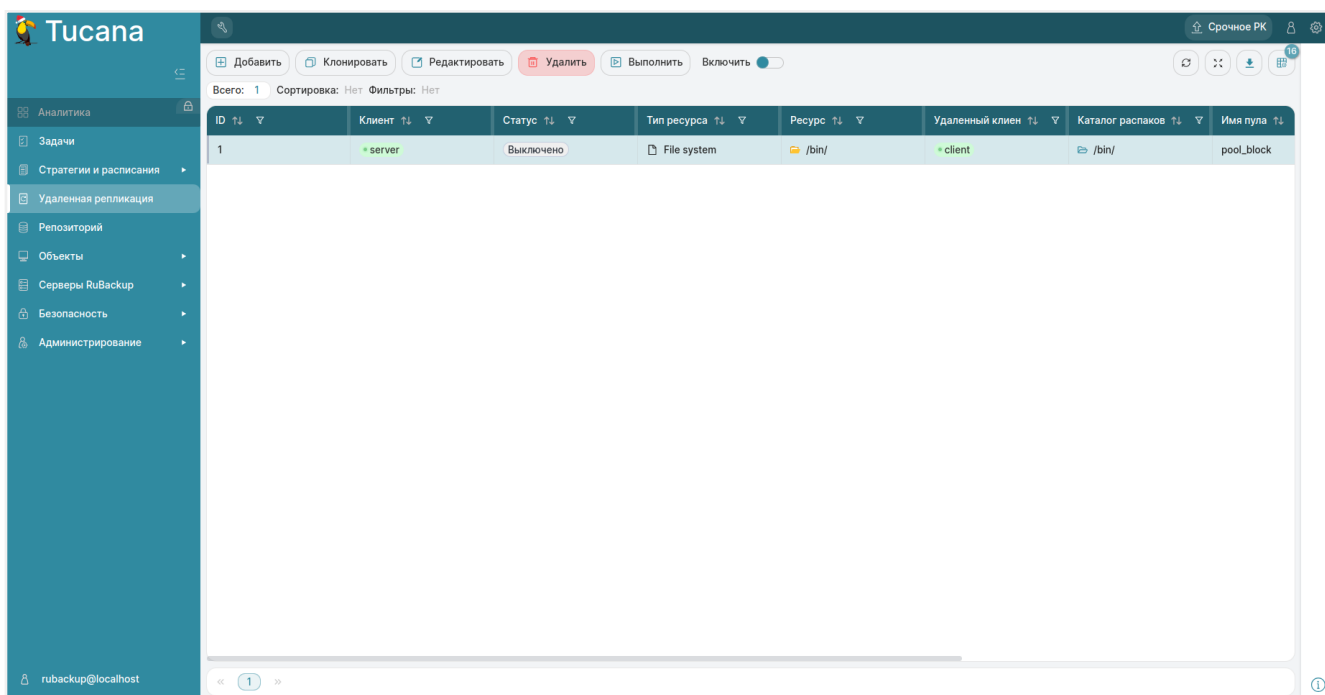 Tucana
Срочное РК
Добавить Клонировать Редактировать Удалить Выполнить Включить
16
Всего: 1 Сортировка: Нет Фильтры: Нет
Аналитика
Задачи
Стратегии и расписания
Удаленная репликация
Репозиторий
Объекты
Серверы RuBackup
Безопасность
Администрирование
ID Клиент Статус Тип ресурса Ресурс Удаленный клиен Каталог распаков Имя пула
1 server Выключено File system /bin/ client /bin/ pool_block
rubackup@localhost
« 1 »